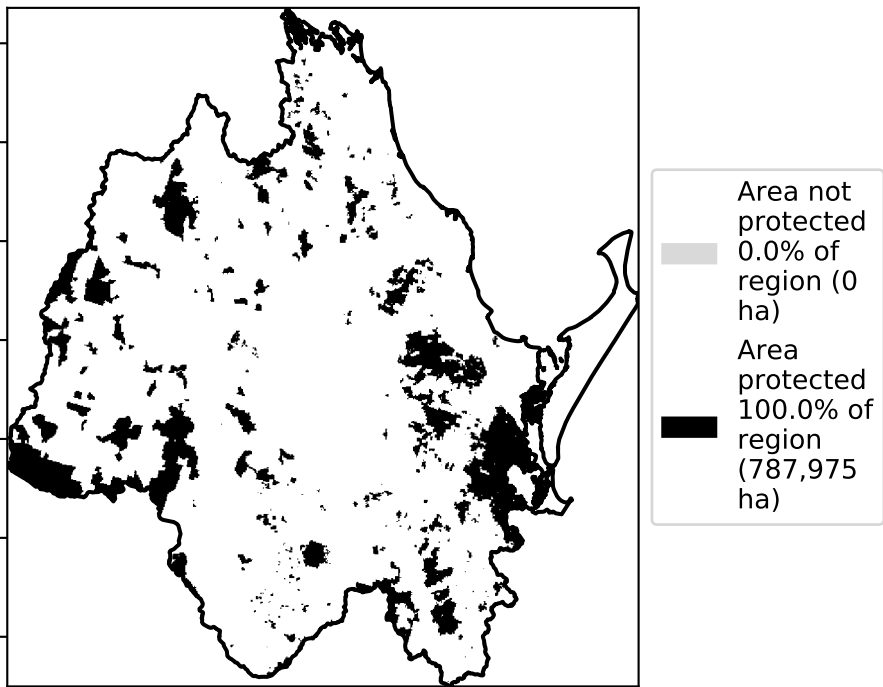 Area not
protected
0.0% of
region (0
ha)
Area
protected
100.0% of
region
(787,975
ha)